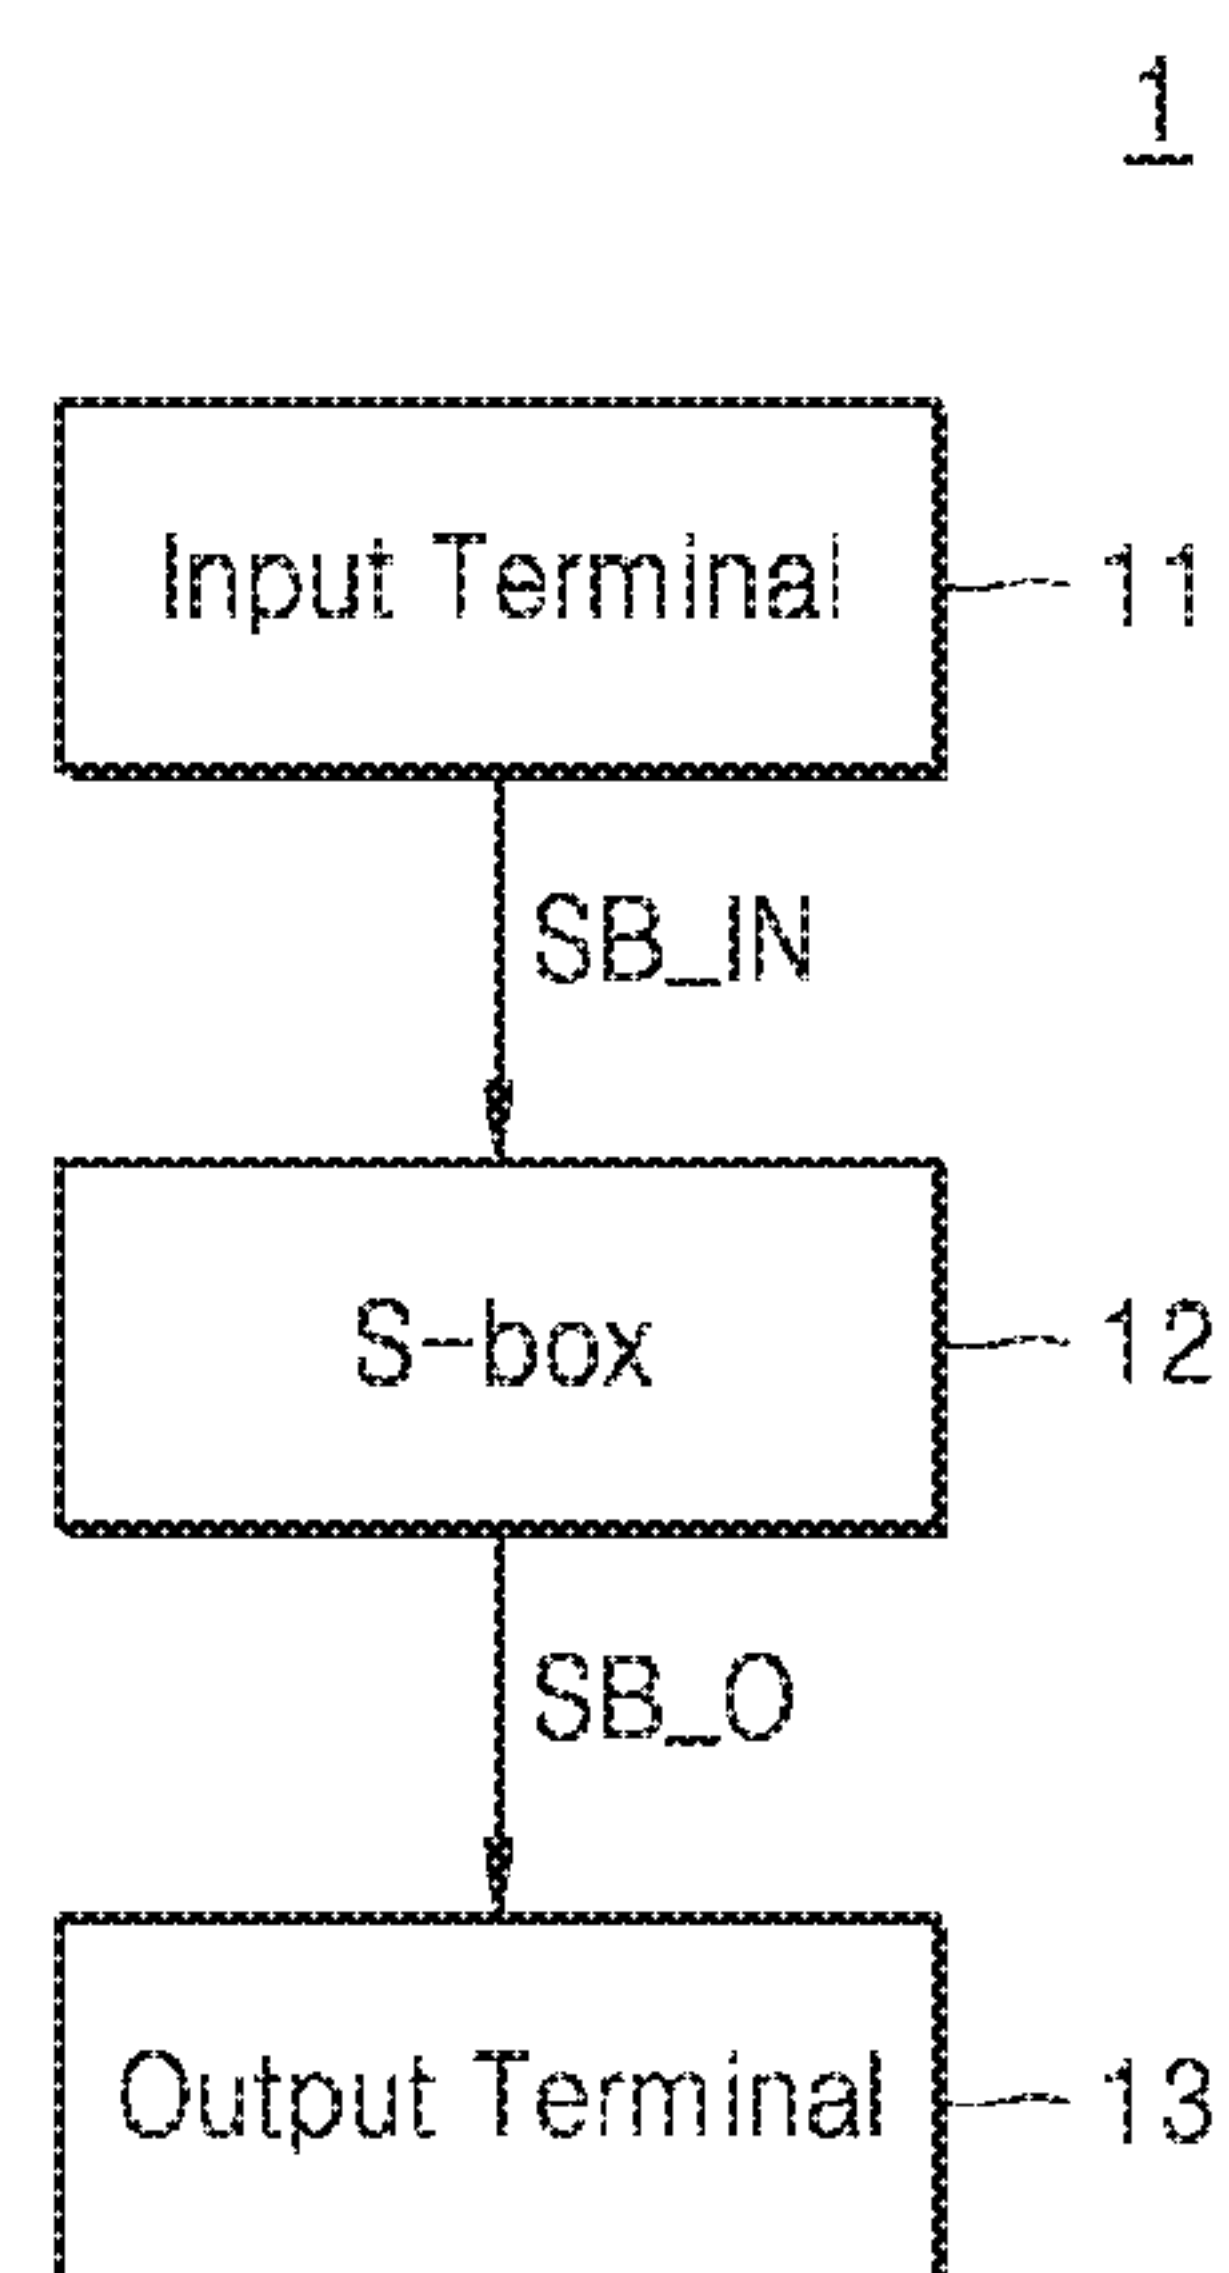 1
Input Terminal
11
SB_IN
S-box
12
SB_O
Output Terminal
13